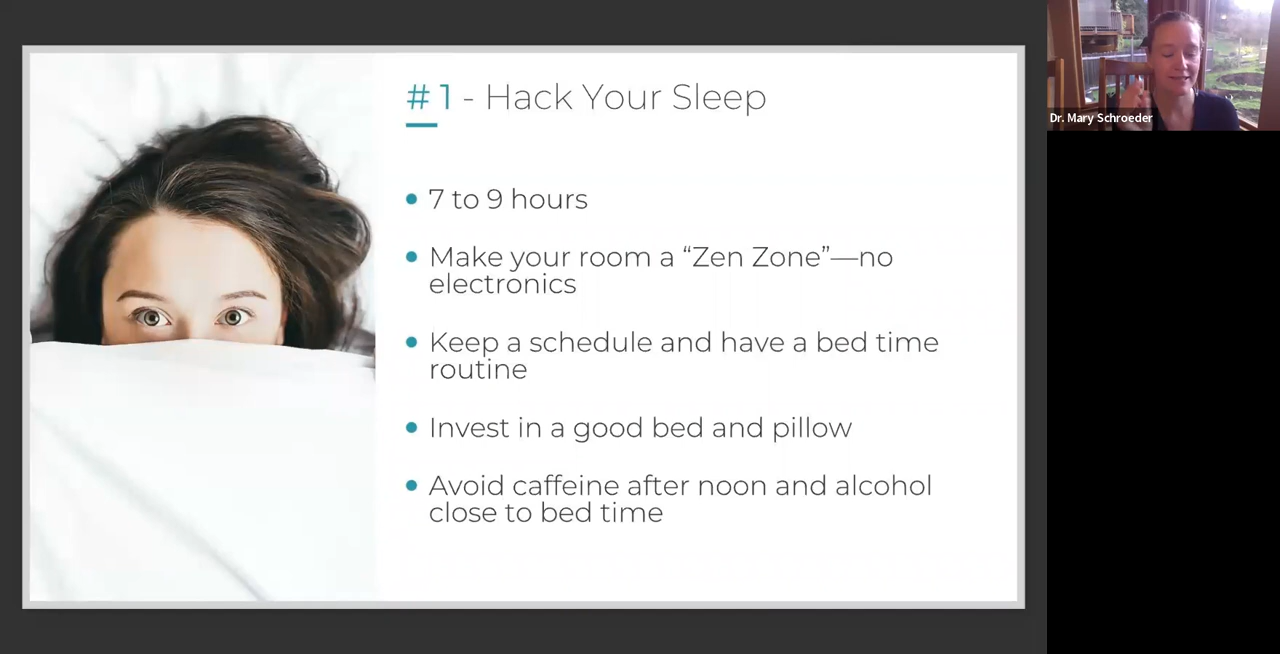 # 1 - Hack Your Sleep
7 to 9 hours
Make your room a “Zen Zone”—no
electronics
Keep a schedule and have a bed time
routine
Invest in a good bed and pillow
Avoid caffeine after noon and alcohol
close to bed time
Dr. Mary Schroeder